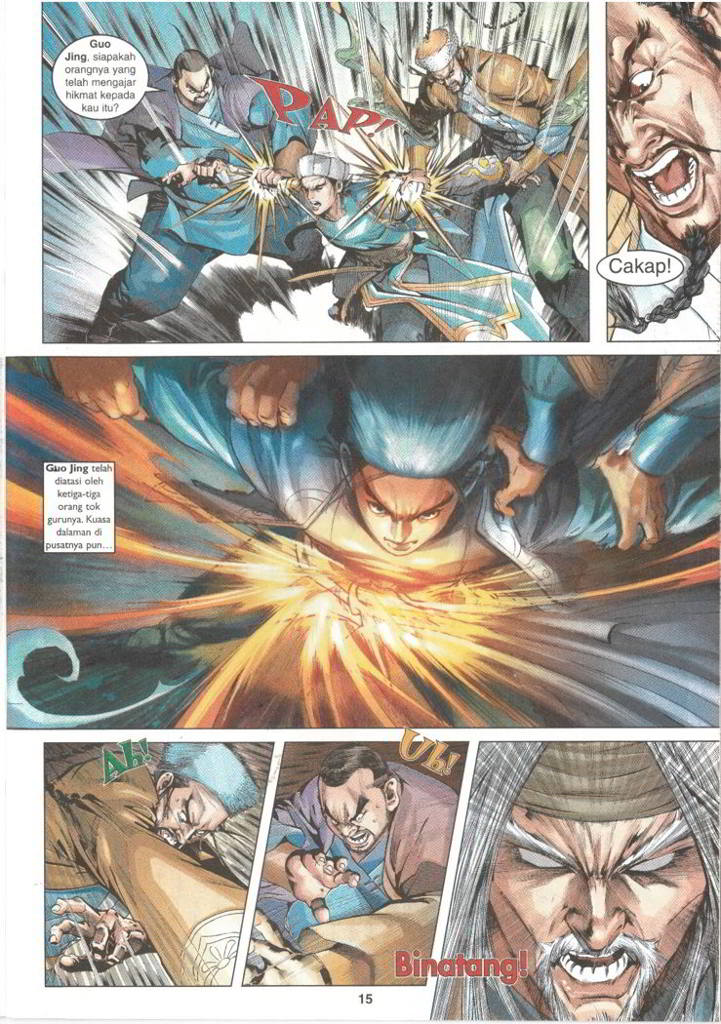 Guo
Jing, siapakah
orangnya yang
telah mengajar
hikmat kepada
kau itu?
PAP!
Cakap!
Guo Jing telah
diatasi oleh
ketiga-tiga
orang tok
gurunya. Kuasa
dalaman di
pusatnya pun...
Ah!
Uh!
Binatang!
15